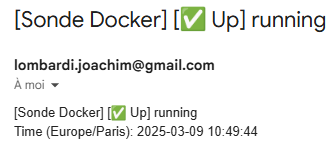 [Sonde Docker] [✅ Up] running
lombardi.joachim@gmail.com
À moi
[Sonde Docker] [✅ Up] running
Time (Europe/Paris): 2025-03-09 10:49:44